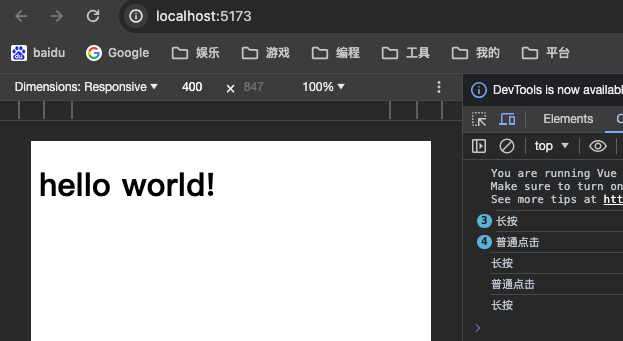 localhost:5173
baidu Google 娱乐 游戏 编程 工具 我的 平台
Dimensions: Responsive ▼ 400 × 847 100% ▼
DevTools is now availab
Elements
top ▼
hello world!
You are running Vue
Make sure to turn on
See more tips at htt
3 长按
4 普通点击
长按
普通点击
长按